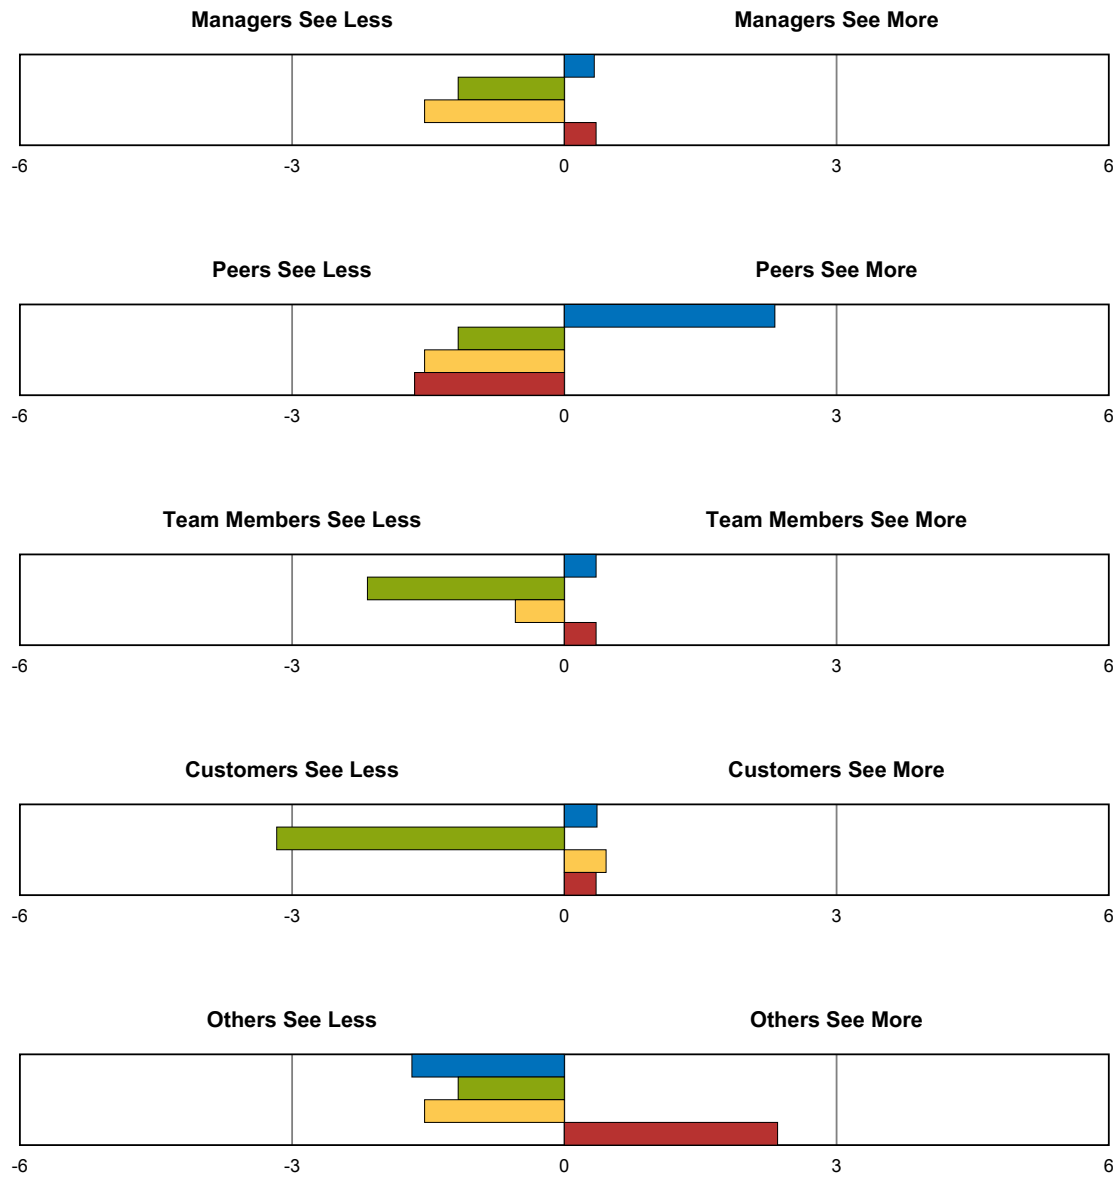 Managers See Less Managers See More
-6 -3 0 3 6
Peers See Less Peers See More
-6 -3 0 3 6
Team Members See Less Team Members See More
-6 -3 0 3 6
Customers See Less Customers See More
-6 -3 0 3 6
Others See Less Others See More
-6 -3 0 3 6